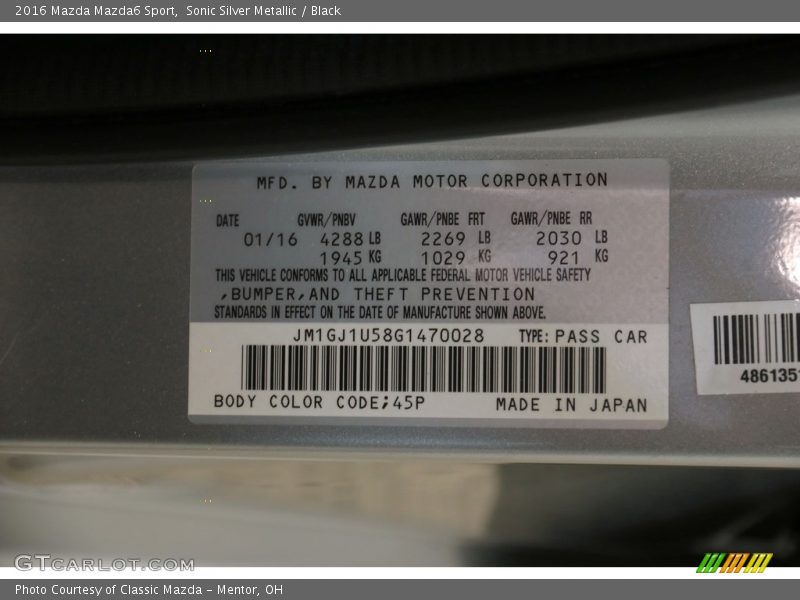 2016 Mazda Mazda6 Sport, Sonic Silver Metallic / Black
MFD. BY MAZDA MOTOR CORPORATION
DATE GVWR/PNBV GAWR/PNBE FRT GAWR/PNBE RR
01/16 4288 LB 2269 LB 2030 LB
1945 KG 1029 KG 921 KG
THIS VEHICLE CONFORMS TO ALL APPLICABLE FEDERAL MOTOR VEHICLE SAFETY
,BUMPER,AND THEFT PREVENTION
STANDARDS IN EFFECT ON THE DATE OF MANUFACTURE SHOWN ABOVE.
JM1GJ1U58G1470028 TYPE: PASS CAR
BODY COLOR CODE;45P MADE IN JAPAN
486135
GTCARLOT.COM
Photo Courtesy of Classic Mazda - Mentor, OH